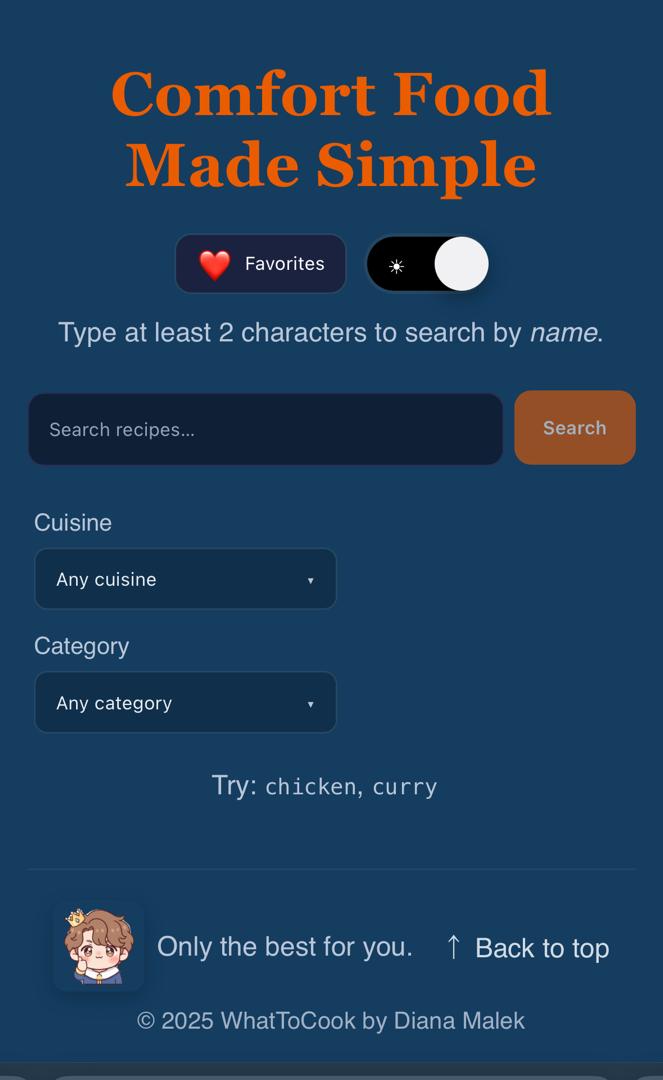 Comfort Food
Made Simple
❤️ Favorites
Type at least 2 characters to search by name.
Search recipes...
Search
Cuisine
Any cuisine
Category
Any category
Try: chicken, curry
Only the best for you.
↑ Back to top
© 2025 WhatToCook by Diana Malek